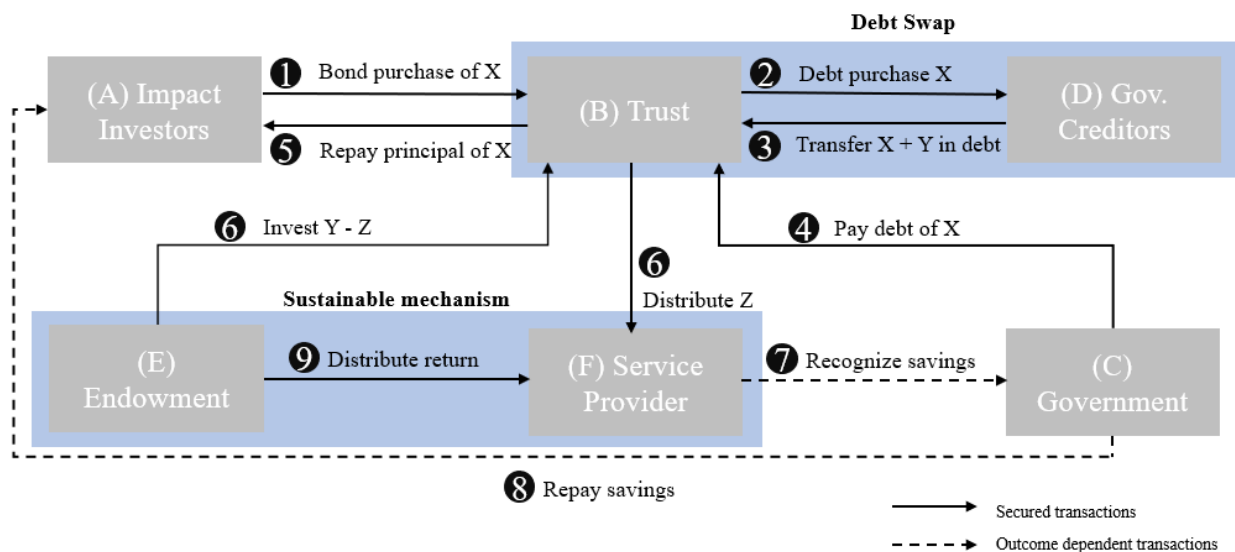 Debt Swap
(A) Impact
Investors
1 Bond purchase of X
(B) Trust
2 Debt purchase X
(D) Gov.
Creditors
5 Repay principal of X
3 Transfer X + Y in debt
6 Invest Y - Z
4 Pay debt of X
6
Distribute Z
Sustainable mechanism
(E)
Endowment
9 Distribute return
(F) Service
Provider
7 Recognize savings
(C)
Government
8 Repay savings
Secured transactions
Outcome dependent transactions